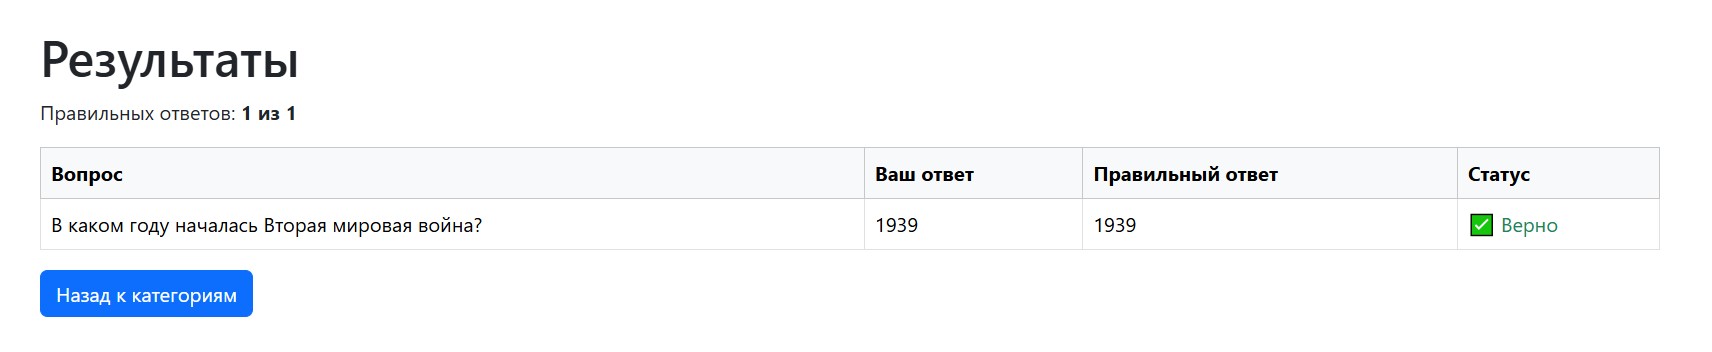 Результаты
Правильных ответов: 1 из 1
Вопрос Ваш ответ Правильный ответ Статус
В каком году началась Вторая мировая война? 1939 1939 ✅ Верно
Назад к категориям